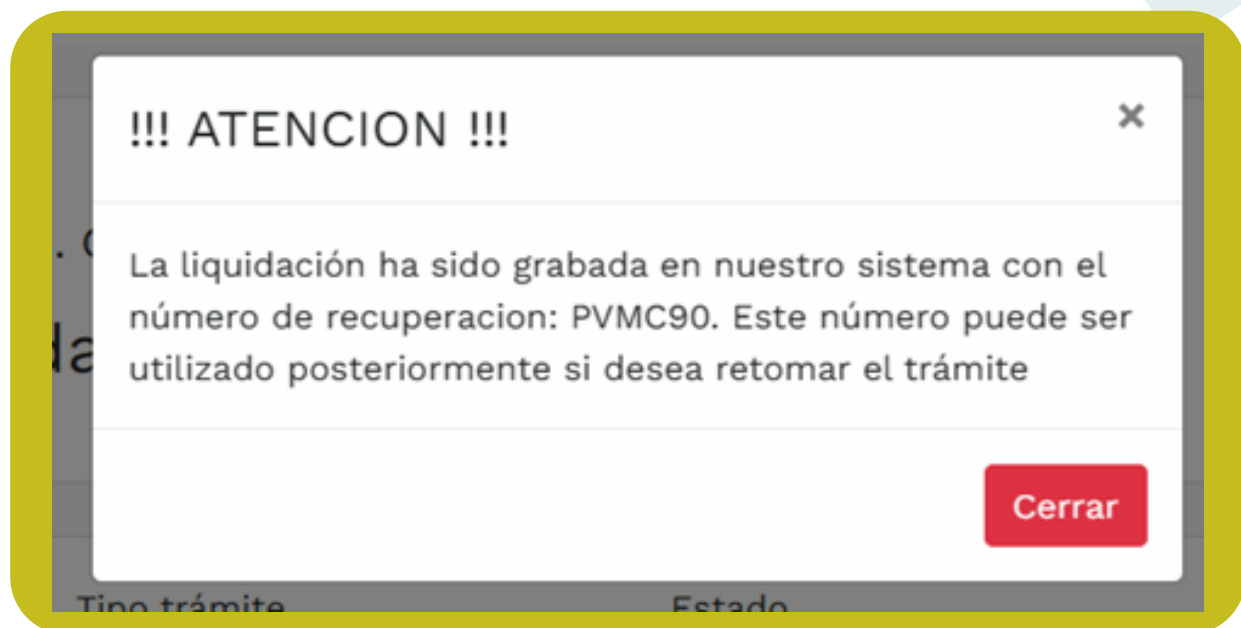 !!! ATENCION !!!
La liquidación ha sido grabada en nuestro sistema con el
número de recuperacion: PVMC90. Este número puede ser
utilizado posteriormente si desea retomar el trámite
Cerrar
Tipo trámite Estado